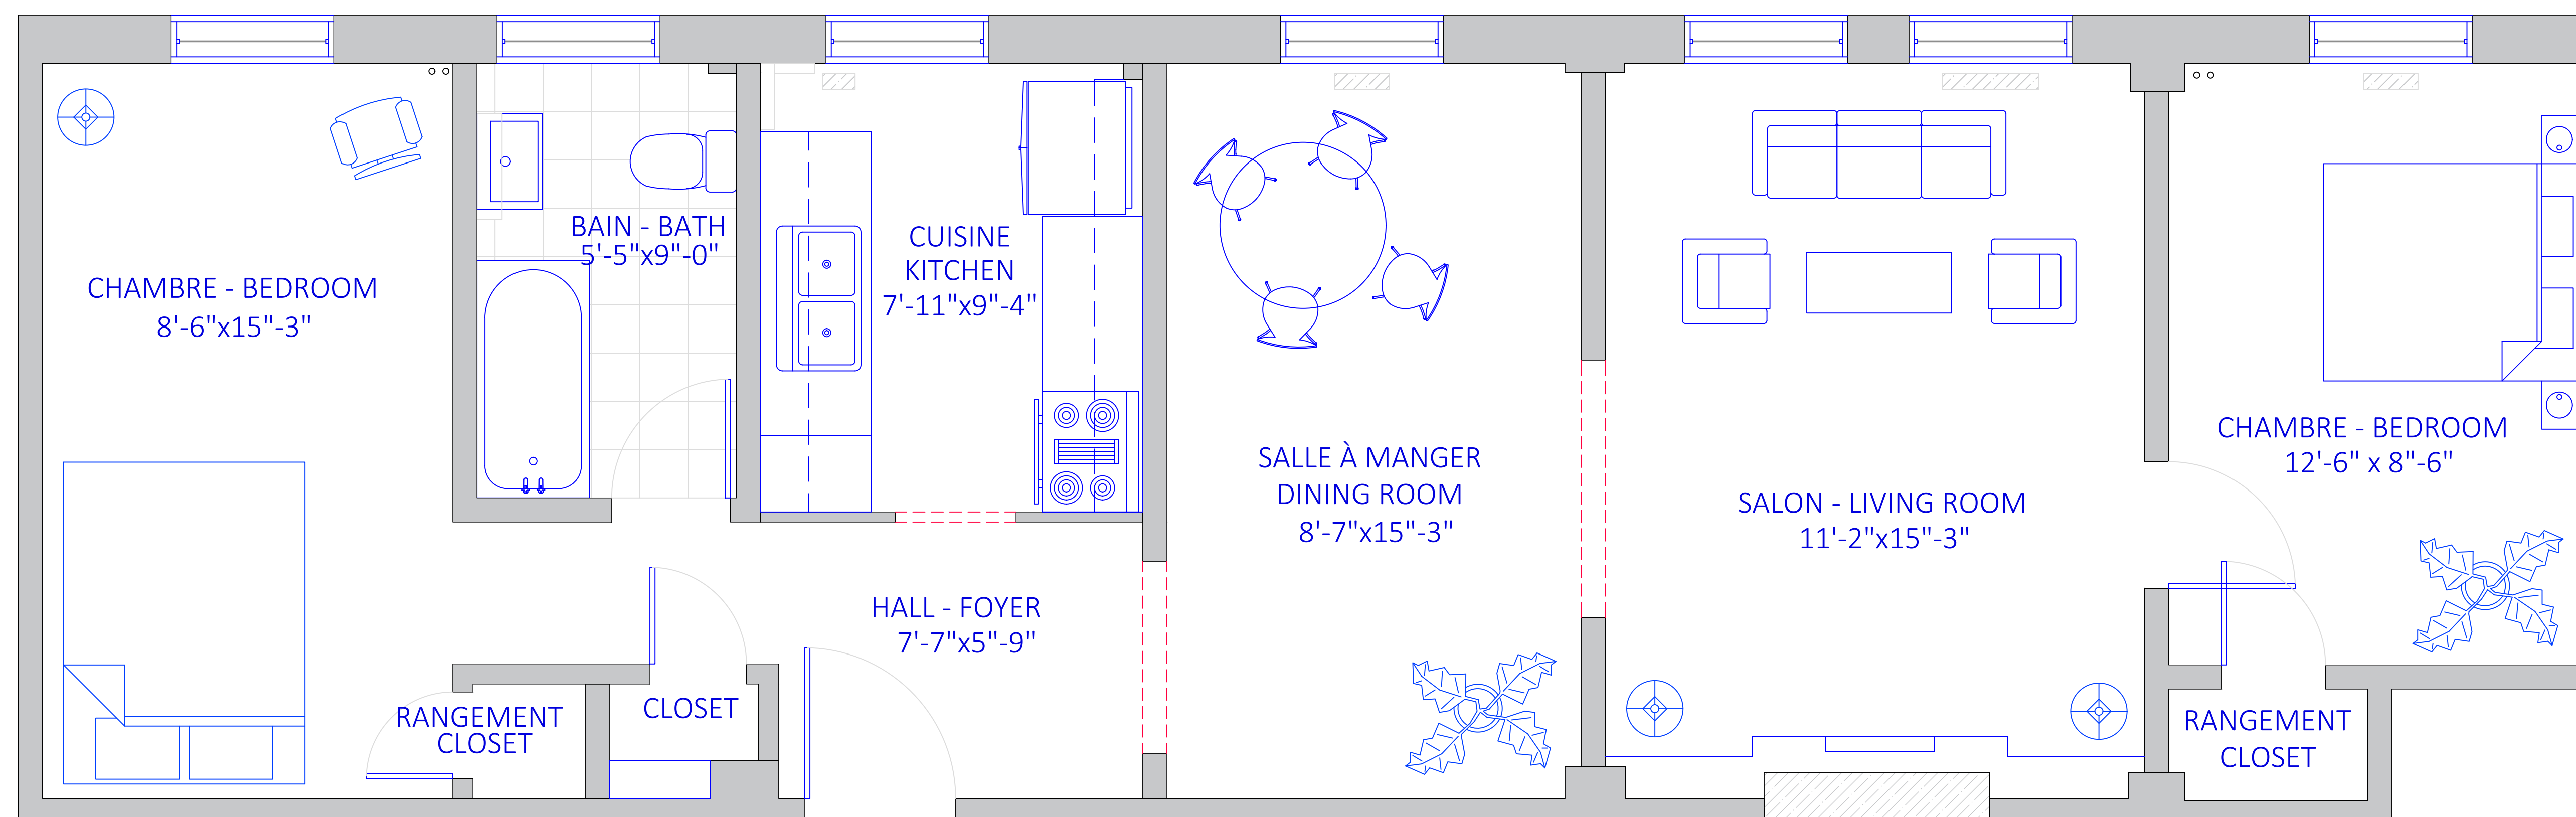 CHAMBRE - BEDROOM
8'-6"x15"-3"
BAIN - BATH
5'-5"x9"-0"
CUISINE
KITCHEN
7'-11"x9"-4"
SALLE À MANGER
DINING ROOM
8'-7"x15"-3"
SALON - LIVING ROOM
11'-2"x15"-3"
CHAMBRE - BEDROOM
12'-6" x 8"-6"
HALL - FOYER
7'-7"x5"-9"
RANGEMENT
CLOSET
CLOSET
RANGEMENT
CLOSET